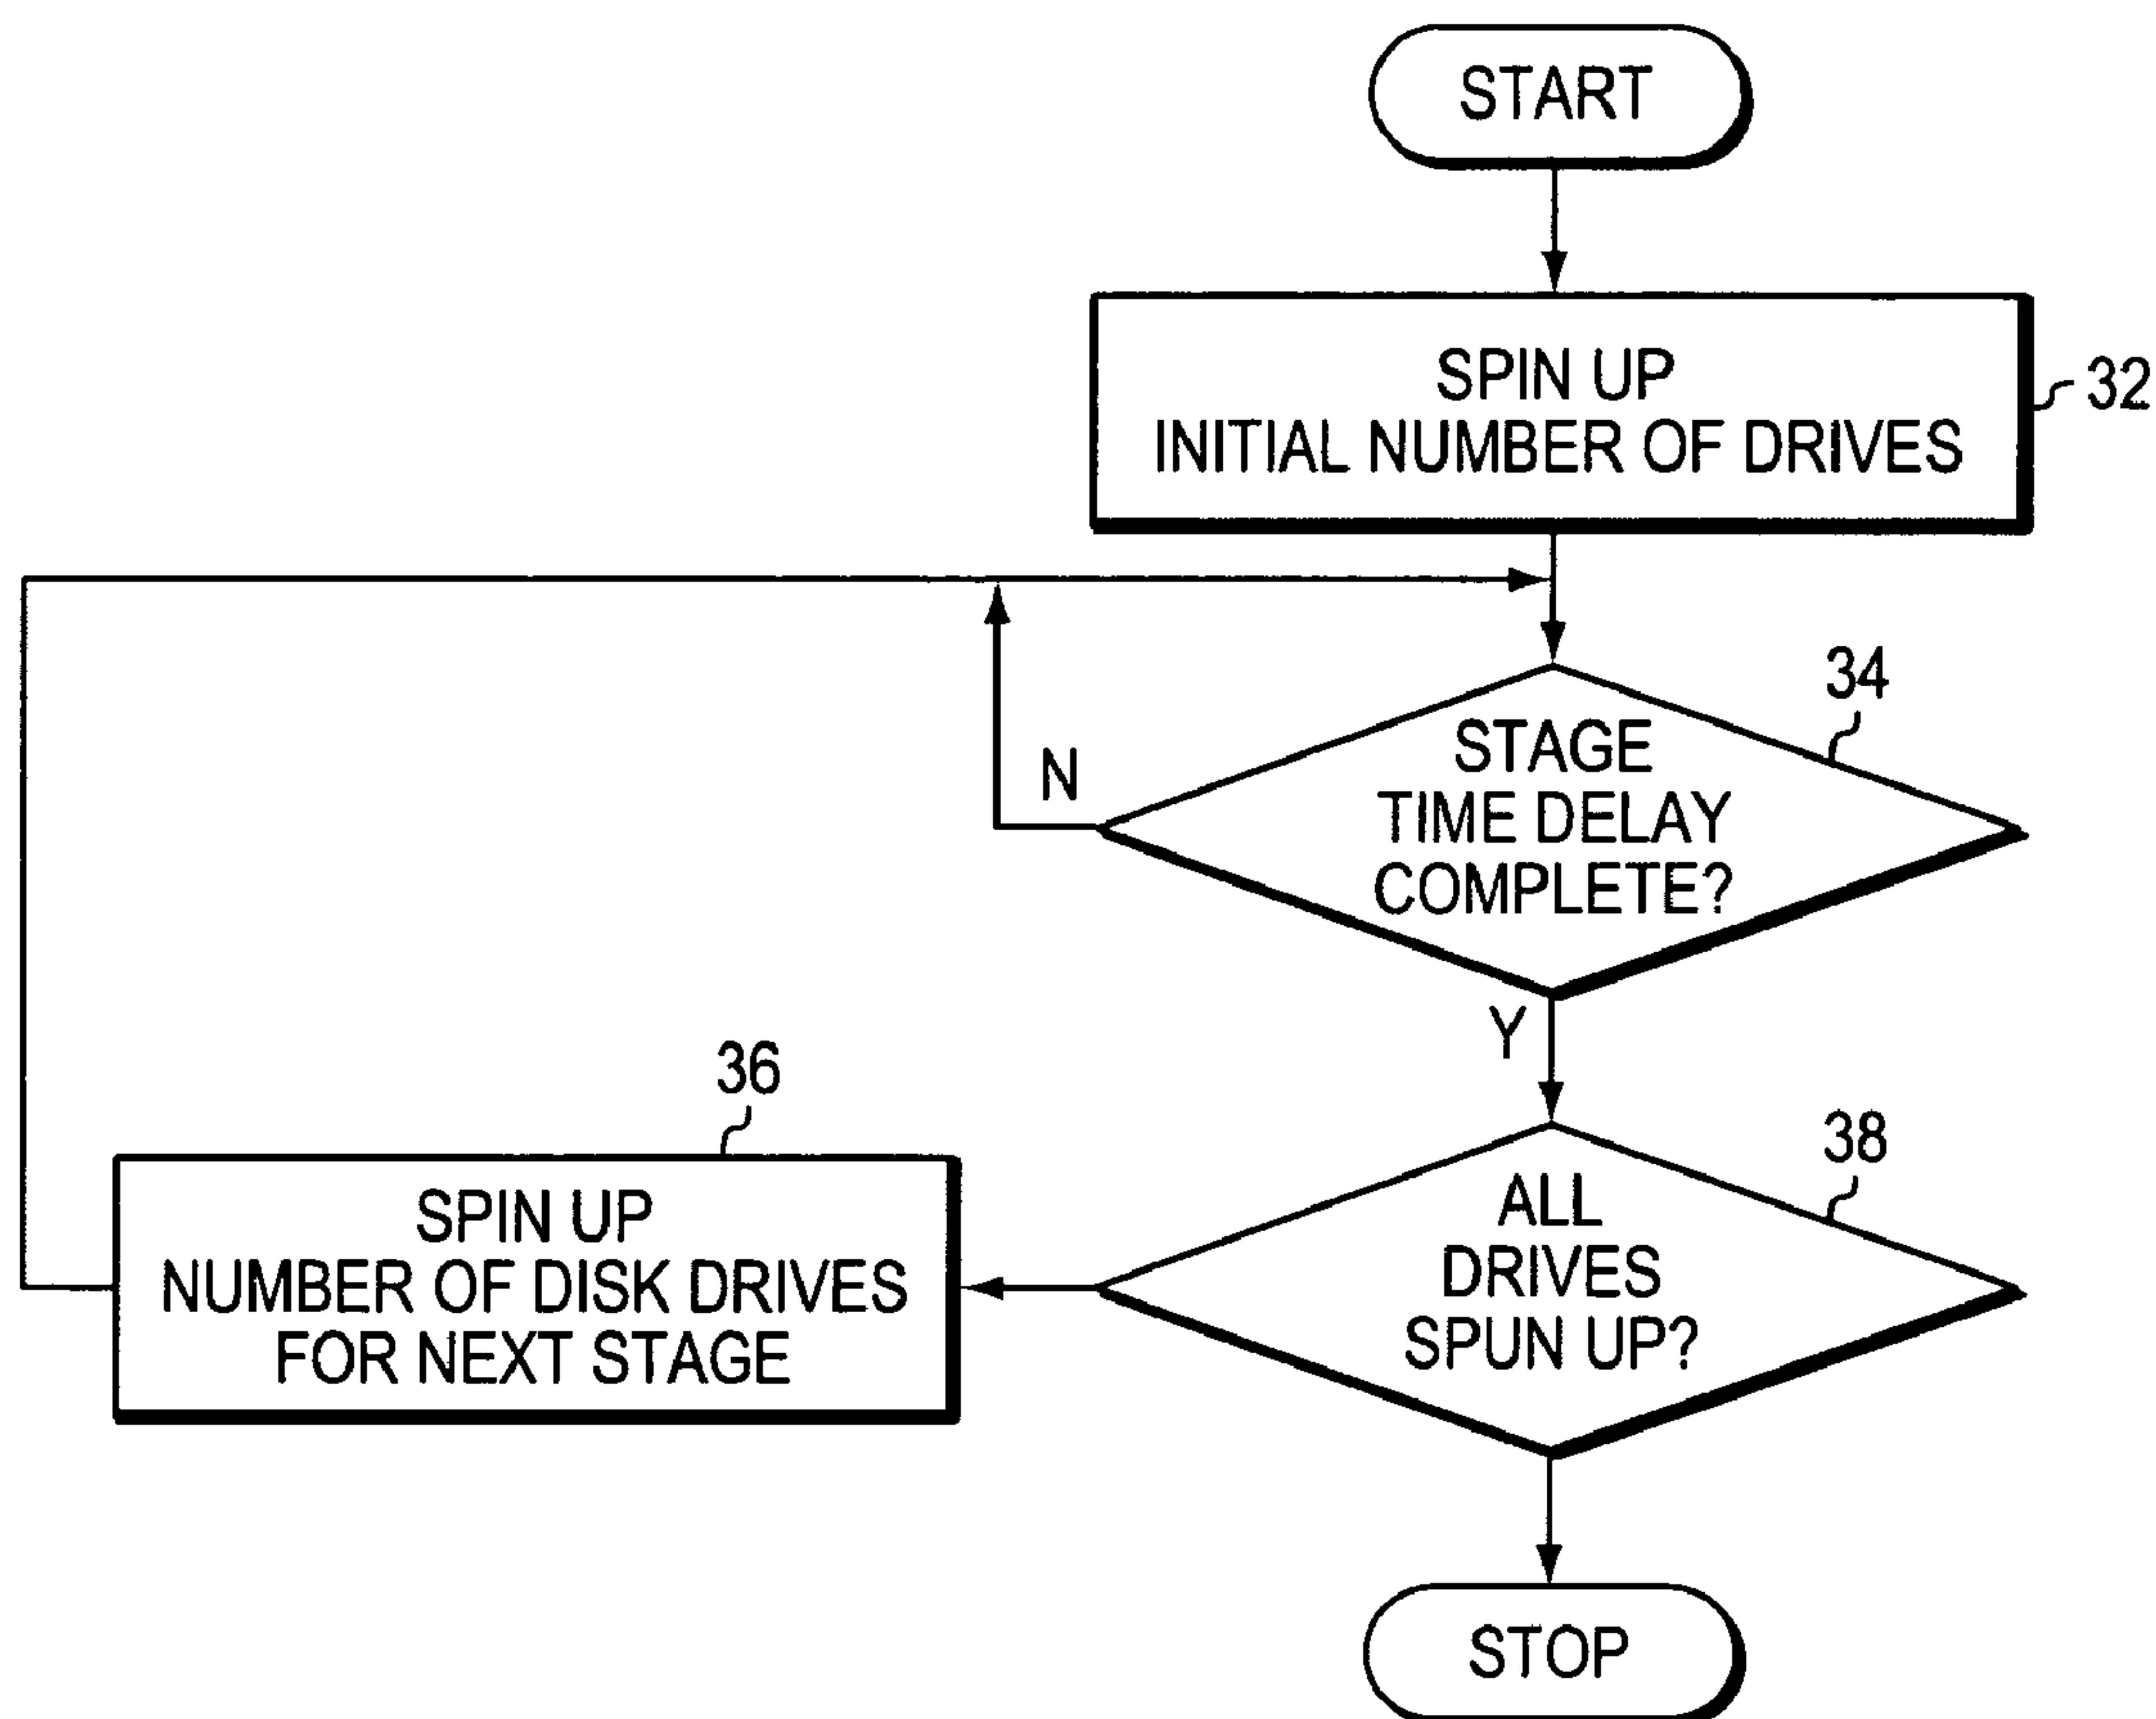 START
SPIN UP
INITIAL NUMBER OF DRIVES
32
34
STAGE
TIME DELAY
COMPLETE?
N
Y
36
SPIN UP
NUMBER OF DISK DRIVES
FOR NEXT STAGE
38
ALL
DRIVES
SPUN UP?
STOP